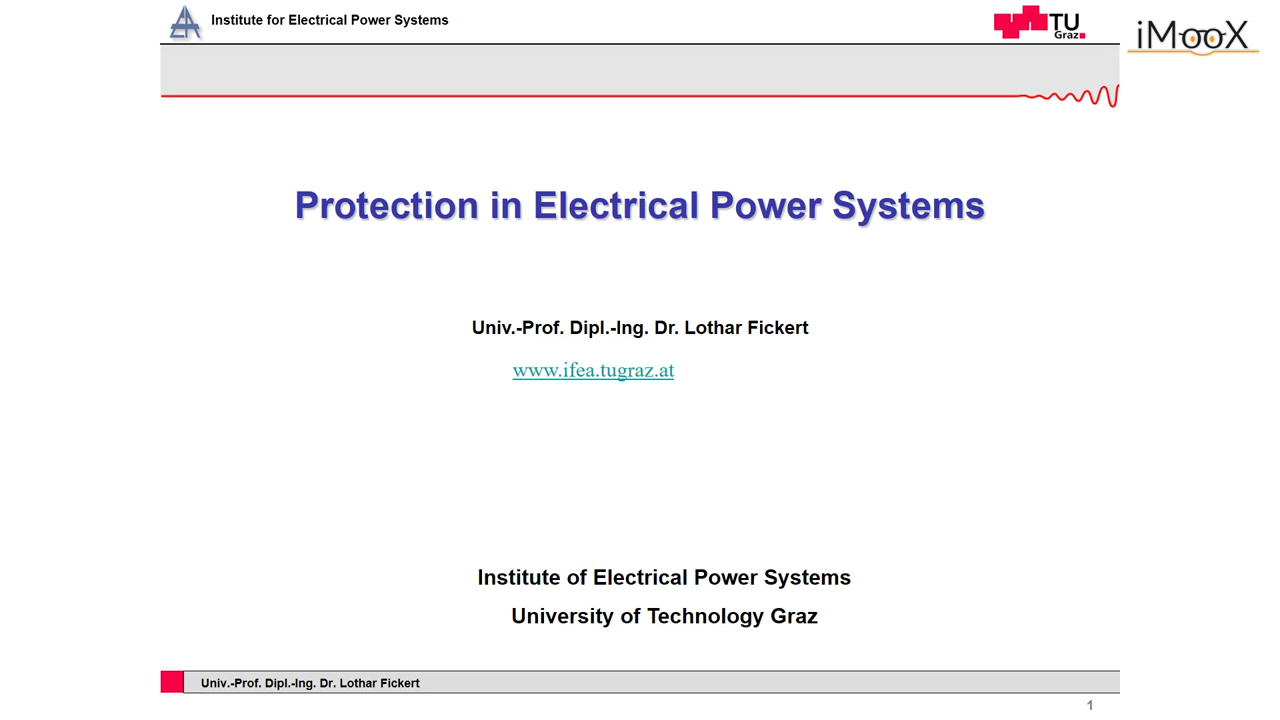 Institute for Electrical Power Systems
TU
Graz
iMooX
Protection in Electrical Power Systems
Univ.-Prof. Dipl.-Ing. Dr. Lothar Fickert
www.ifea.tugraz.at
Institute of Electrical Power Systems
University of Technology Graz
Univ.-Prof. Dipl.-Ing. Dr. Lothar Fickert
1